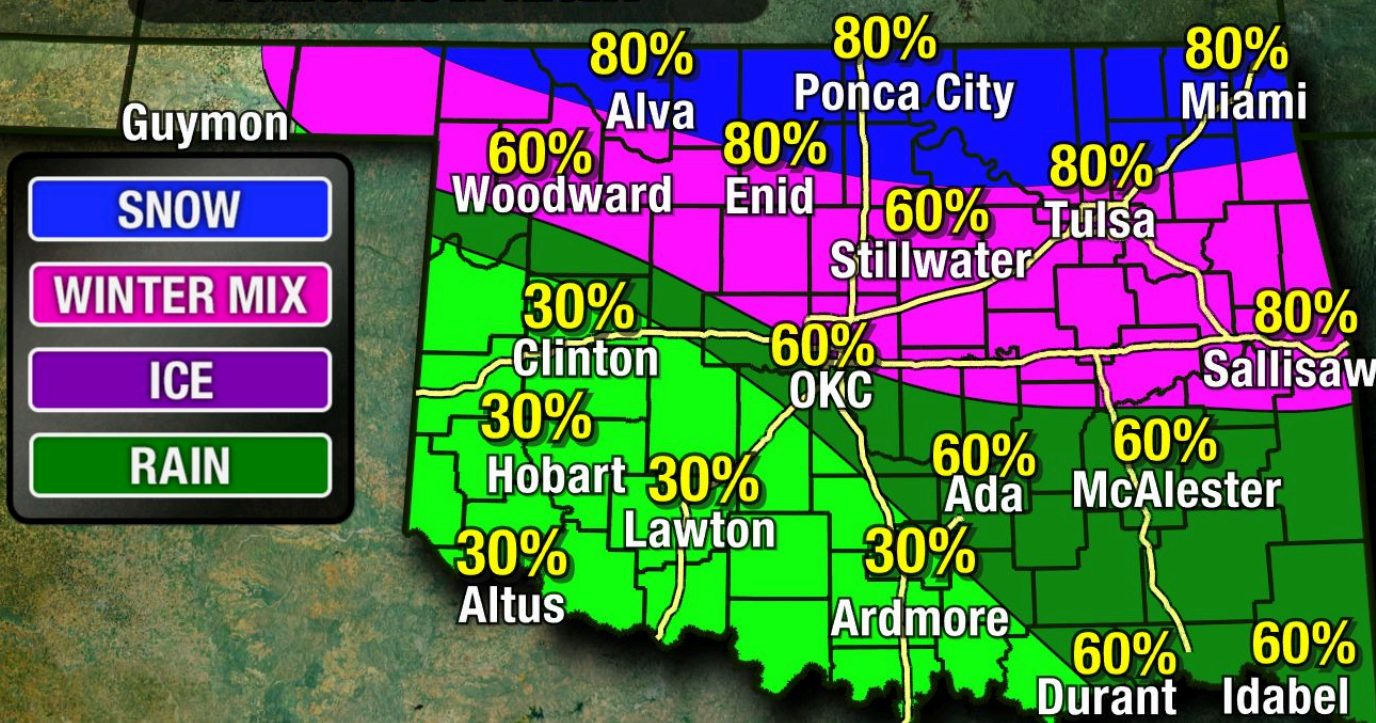 80%
Alva
80%
Ponca City
80%
Miami
Guymon
60%
Woodward
80%
Enid
60%
Stillwater
80%
Tulsa
SNOW
WINTER MIX
ICE
RAIN
30%
Clinton
60%
OKC
80%
Sallisaw
30%
Hobart
30%
Lawton
60%
Ada
60%
McAlester
30%
Altus
30%
Ardmore
60%
Durant
60%
Idabel